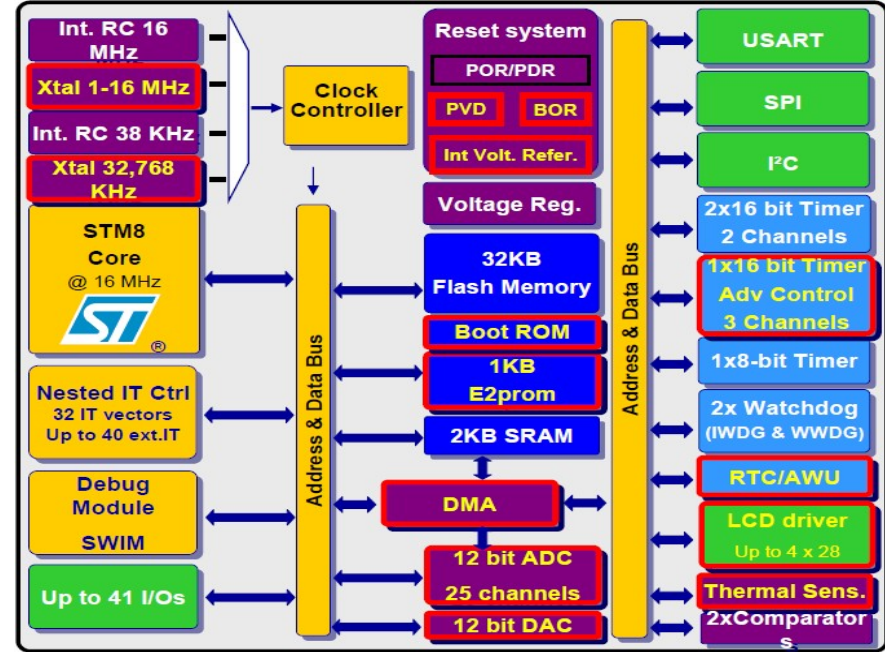 Int. RC 16
MHz
Xtal 1-16 MHz
Int. RC 38 KHz
Xtal 32,768
KHz
Clock
Controller
STM8
Core
@ 16 MHz
ST
®
Nested IT Ctrl
32 IT vectors
Up to 40 ext.IT
Debug
Module
SWIM
Up to 41 I/Os
Address & Data Bus
Reset system
POR/PDR
PVD
BOR
Int Volt. Refer.
Voltage Reg.
32KB
Flash Memory
Boot ROM
1KB
E2prom
2KB SRAM
DMA
12 bit ADC
25 channels
12 bit DAC
Address & Data Bus
USART
SPI
I²C
2x16 bit Timer
2 Channels
1x16 bit Timer
Adv Control
3 Channels
1x8-bit Timer
2x Watchdog
(IWDG & WWDG)
RTC/AWU
LCD driver
Up to 4 x 28
Thermal Sens.
2xComparator
s